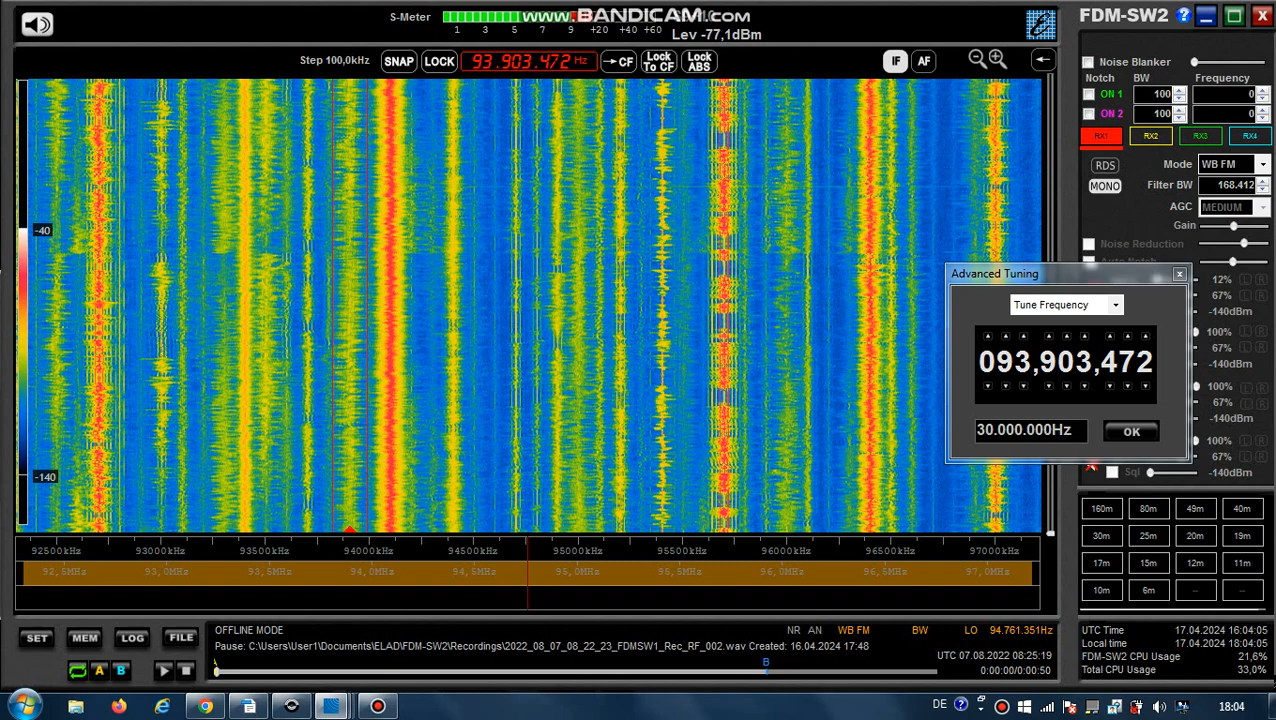 S-Meter
www.BANDICAM.com
1 3 5 7 9 +20 +40 +60
Lev -77,1dBm
FDM-SW2
Step 100,0kHz
SNAP
LOCK
93.903.472 Hz
→CF
Lock To CF
Lock ABS
IF
AF
Noise Blanker
Notch BW Frequency
ON 1 100 0
ON 2 100 0
RX1 RX2 RX3 RX4
RDS
Mode WB FM
MONO
Filter BW 168.412
AGC MEDIUM
Gain
Noise Reduction
-40
-140
Advanced Tuning
Tune Frequency
093,903,472
30.000.000Hz
OK
12% L R
67% L R
-140dBm
100% L R
67% L R
-140dBm
100% L R
67% L R
-140dBm
100% L R
67% L R
Sql -140dBm
160m 80m 49m 40m
30m 25m 20m 19m
17m 15m 12m 11m
10m 6m -- --
92500kHz 93000kHz 93500kHz 94000kHz 94500kHz 95000kHz 95500kHz 96000kHz 96500kHz 97000kHz
92,5MHz 93,0MHz 93,5MHz 94,0MHz 94,5MHz 95,0MHz 95,5MHz 96,0MHz 96,5MHz 97,0MHz
SET
MEM
LOG
FILE
A
B
OFFLINE MODE
NR AN WB FM BW LO 94.761.351Hz
Pause: C:\Users\User1\Documents\ELAD\FDM-SW2\Recordings\2022_08_07_08_22_23_FDMSW1_Rec_RF_002.wav Created: 16.04.2024 17:48
A
B
UTC 07.08.2022 08:25:19
0:00:00/0:00:50
UTC Time 17.04.2024 16:04:05
Local time 17.04.2024 18:04:05
FDM-SW2 CPU Usage 21,6%
Total CPU Usage 33,0%
DE
18:04